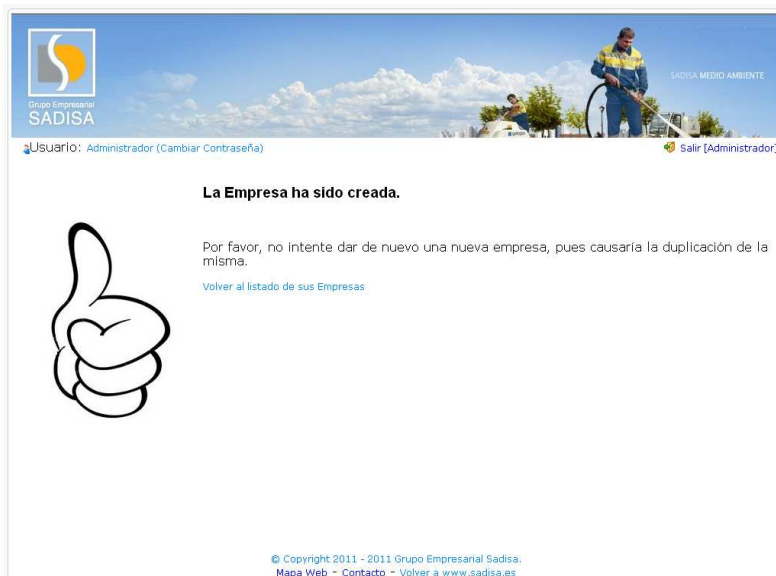 Grupo Empresarial
SADISA
SADISA MEDIO AMBIENTE
Usuario: Administrador (Cambiar Contraseña)
Salir [Administrador]
La Empresa ha sido creada.
Por favor, no intente dar de nuevo una nueva empresa, pues causaría la duplicación de la
misma.
Volver al listado de sus Empresas
© Copyright 2011 - 2011 Grupo Empresarial Sadisa.
Mapa Web - Contacto - Volver a www.sadisa.es